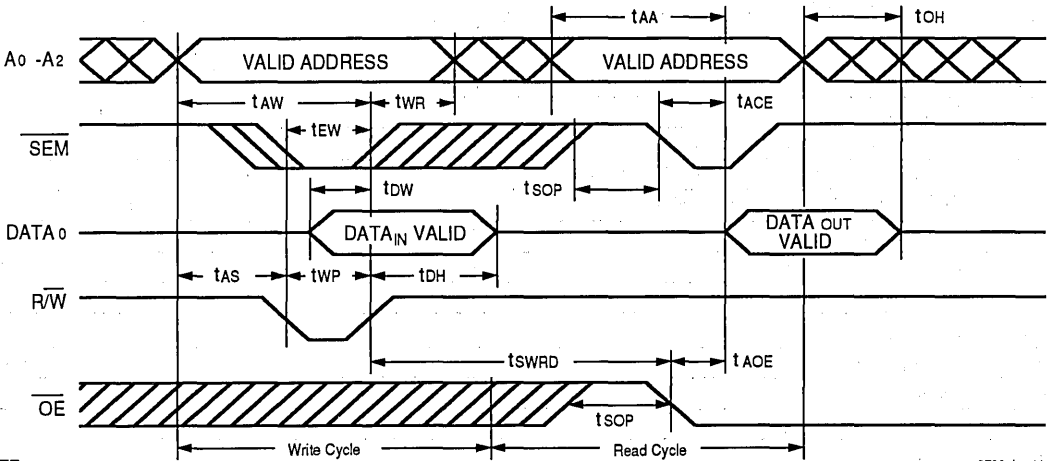 tAA
tOH
A0 -A2
VALID ADDRESS
VALID ADDRESS
tAW
tWR
tACE
SEM
tEW
tDW
tSOP
DATA0
DATAIN VALID
DATA OUT
VALID
tAS
tWP
tDH
R/W
tSWRD
tAOE
OE
tSOP
Write Cycle
Read Cycle